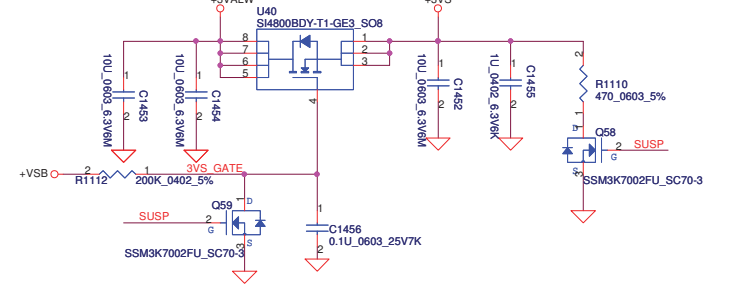 +3VALW
+3VS
U40
SI4800BDY-T1-GE3_SO8
8
7
6
5
1
2
3
4
10U_0603_6.3V6M
1
2
C1453
10U_0603_6.3V6M
1
2
C1454
10U_0603_6.3V6M
1
2
C1452
1U_0402_6.3V6K
1
2
C1455
2
R1110
470_0603_5%
1
1
D
Q58
2
G
SUSP
S
3
SSM3K7002FU_SC70-3
+VSB
2
1
R1112
200K_0402_5%
3VS_GATE
SUSP
2
G
Q59
1
D
S
3
SSM3K7002FU_SC70-3
1
C1456
0.1U_0603_25V7K
2